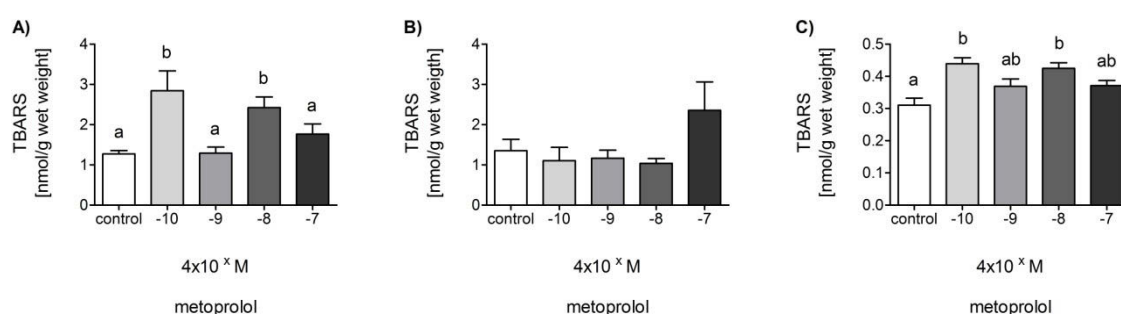 A)
TBARS
[nmol/g wet weight]
4
3
2
1
0
a
b
a
b
a
control
-10
-9
-8
-7
4x10 ˣ M
metoprolol
B)
TBARS
[nmol/g wet weigth]
4
3
2
1
0
control
-10
-9
-8
-7
4x10 ˣ M
metoprolol
C)
TBARS
[nmol/g wet weight]
0.5
0.4
0.3
0.2
0.1
0.0
a
b
ab
b
ab
control
-10
-9
-8
-7
4x10 ˣ M
metoprolol